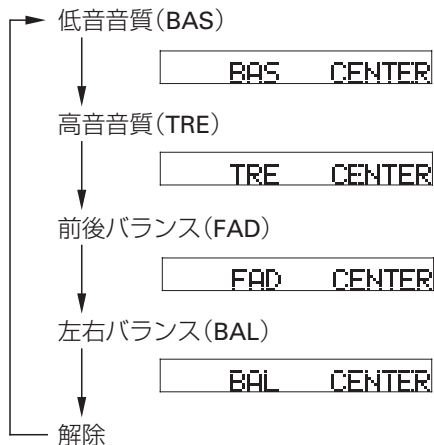 低音音質（BAS）
BAS CENTER
高音音質（TRE）
TRE CENTER
前後バランス（FAD）
FAD CENTER
左右バランス（BAL）
BAL CENTER
解除